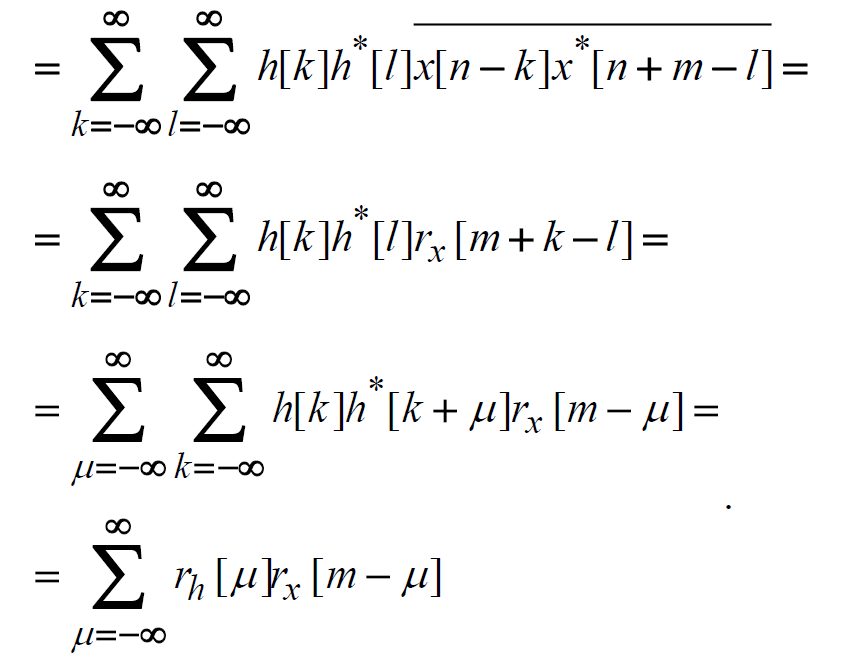 = ∑_{k=−∞}^{∞} ∑_{l=−∞}^{∞} h[k]h^*[l]\overline{x[n − k]x^*[n + m − l]} =
= ∑_{k=−∞}^{∞} ∑_{l=−∞}^{∞} h[k]h^*[l]r_x[m + k − l] =
= ∑_{μ=−∞}^{∞} ∑_{k=−∞}^{∞} h[k]h^*[k + μ]r_x[m − μ] =
.
= ∑_{μ=−∞}^{∞} r_h[μ]r_x[m − μ]